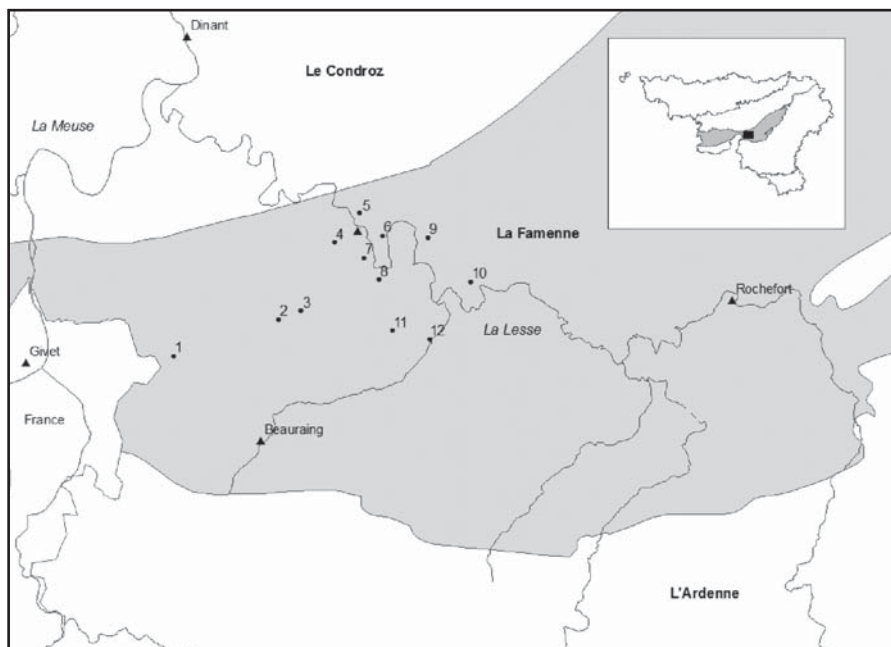 Dinant
Le Condroz
La Meuse
5
4
6
9
La Famenne
7
8
10
Rochefort
3
2
La Lesse
11
12
1
Givet
France
Beauraing
L'Ardenne